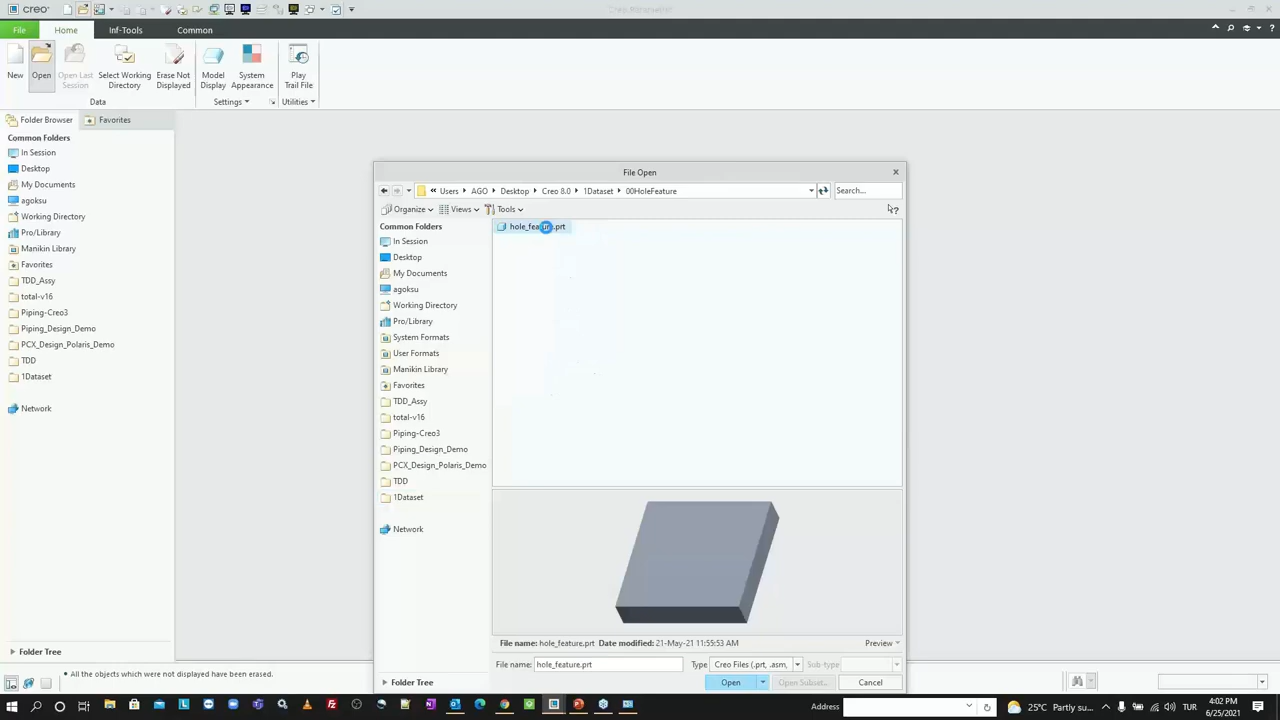 creo
Creo Parametric
File
Home
Inf-Tools
Common
New
Open
Open Last Session
Select Working Directory
Erase Not Displayed
Model Display
System Appearance
Play Trail File
Data
Settings
Utilities
Folder Browser
Favorites
Common Folders
In Session
Desktop
My Documents
agoksu
Working Directory
Pro/Library
Manikin Library
Favorites
TDD_Assy
total-v16
Piping-Creo3
Piping_Design_Demo
PCX_Design_Polaris_Demo
TDD
1Dataset
Network
Folder Tree
File Open
Users
AGO
Desktop
Creo 8.0
1Dataset
00HoleFeature
Search...
Organize
Views
Tools
Common Folders
In Session
Desktop
My Documents
agoksu
Working Directory
Pro/Library
System Formats
User Formats
Manikin Library
Favorites
TDD_Assy
total-v16
Piping-Creo3
Piping_Design_Demo
PCX_Design_Polaris_Demo
TDD
1Dataset
Network
Folder Tree
hole_feature.prt
File name: hole_feature.prt Date modified: 21-May-21 11:55:53 AM
Preview
File name: hole_feature.prt
Type Creo Files (.prt, .asm,
Sub-type
Open
Open Subset...
Cancel
• All the objects which were not displayed have been erased.
Address
25°C Partly su...
TUR
4:02 PM
6/25/2021